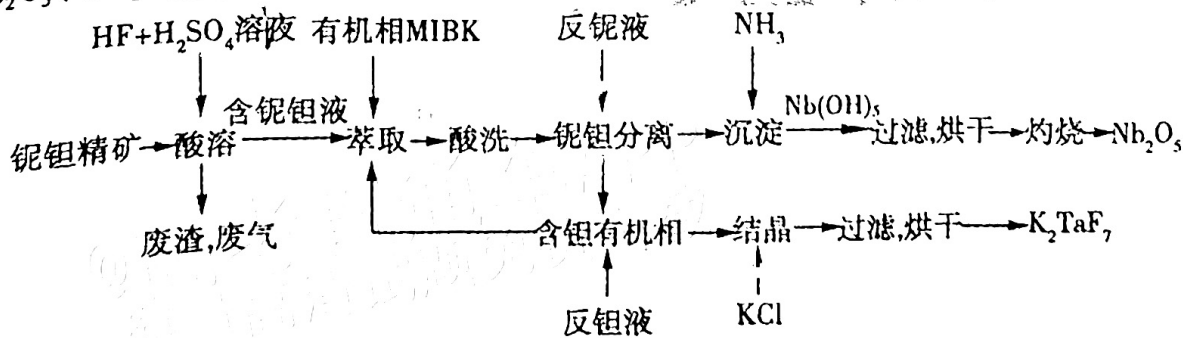 HF+H₂SO₄溶液 有机相MIBK 反铌液 NH₃
含铌钽液 Nb(OH)₅
铌钽精矿 酸溶 萃取 酸洗 铌钽分离 沉淀 过滤,烘干 灼烧 Nb₂O₅
废渣,废气 含钽有机相 结晶 过滤,烘干 K₂TaF₇
反钽液 KCl